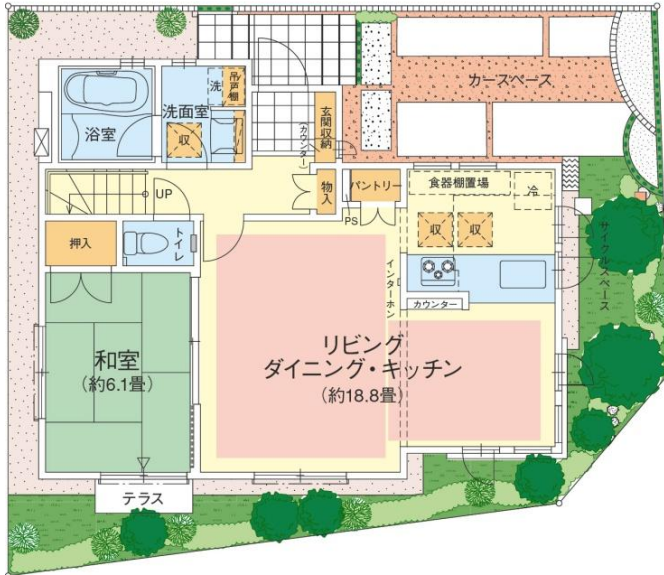 カースペース
吊戸棚
洗
洗面室
浴室
収
玄関収納
(カウンター)
物入
パントリー
食器棚置場
冷
UP
PS
収
収
トイレ
押入
サイクルスペース
インターホン
カウンター
和室
(約6.1畳)
リビング
ダイニング・キッチン
(約18.8畳)
テラス